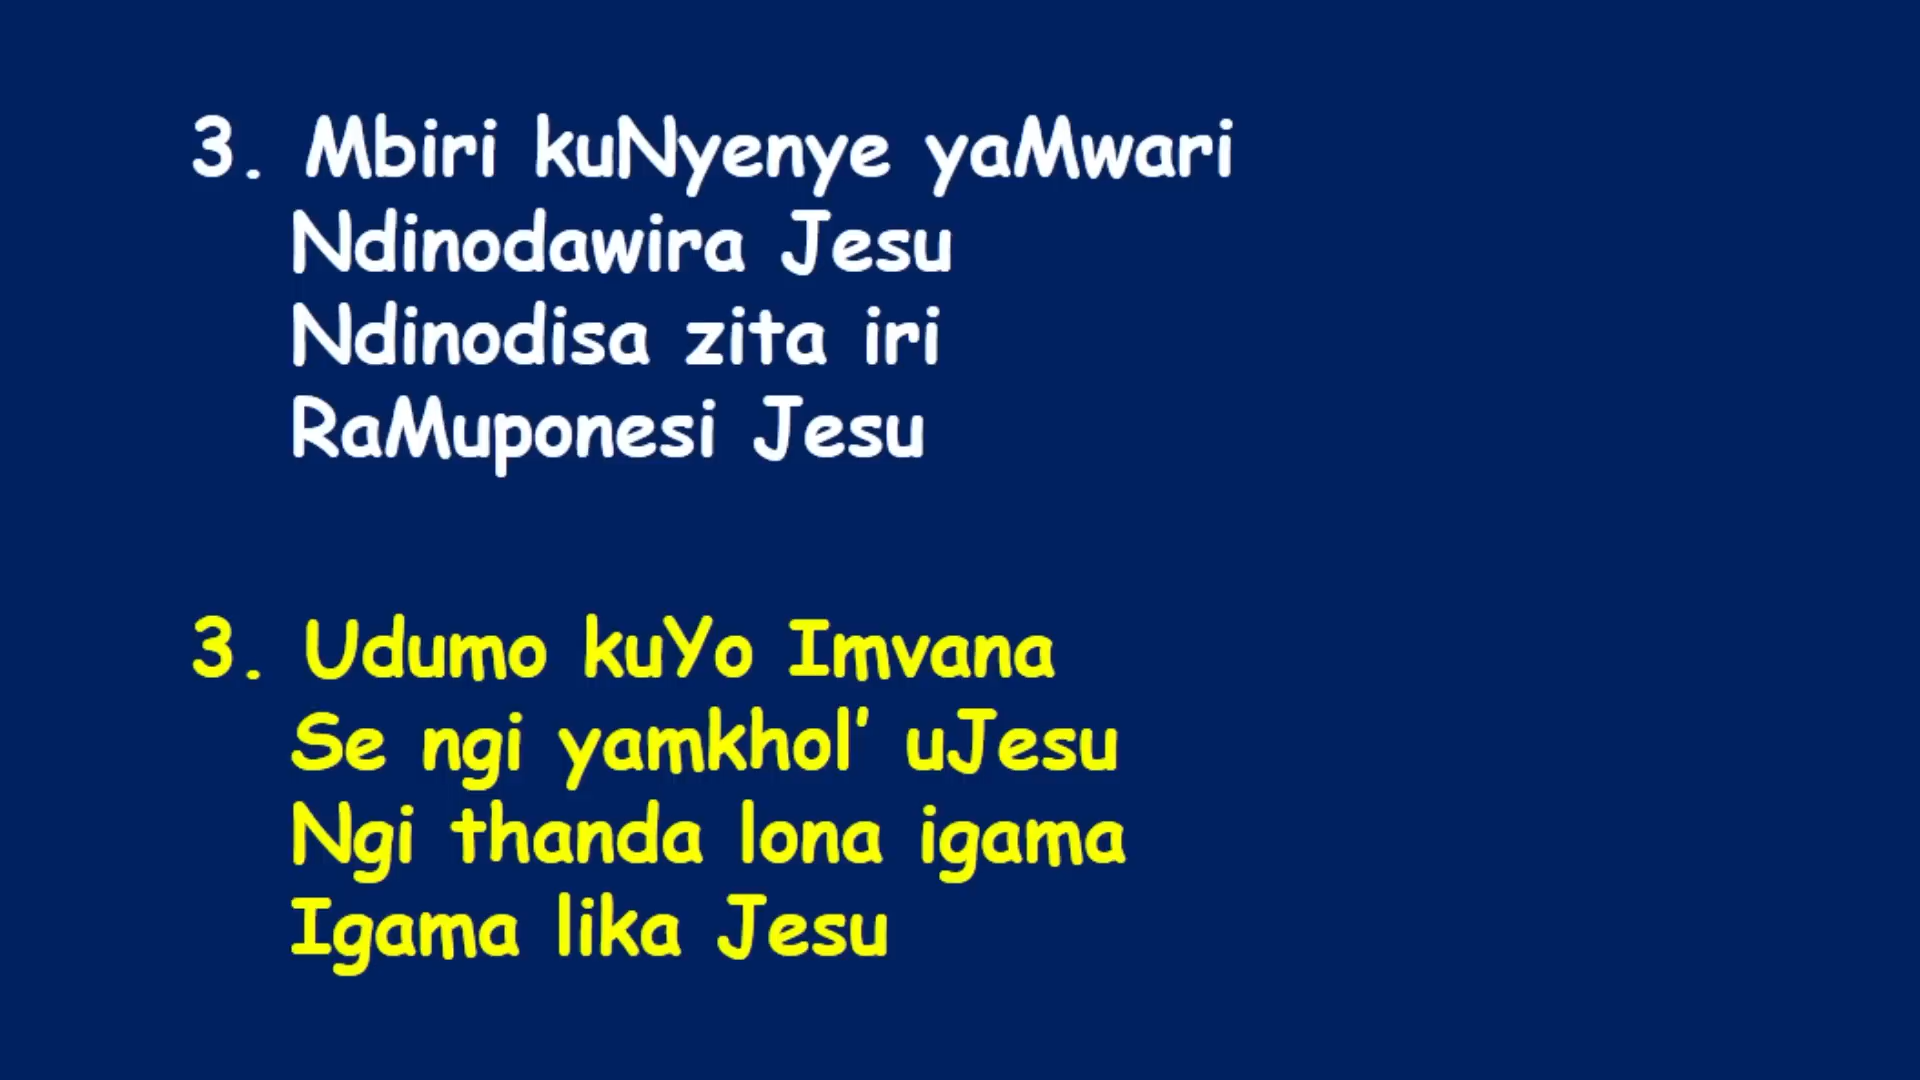 3. Mbiri kuNyenye yaMwari
Ndinodawira Jesu
Ndinodisa zita iri
RaMuponesi Jesu
3. Udumo kuYo Imvana
Se ngi yamkhol’ uJesu
Ngi thanda lona igama
Igama lika Jesu